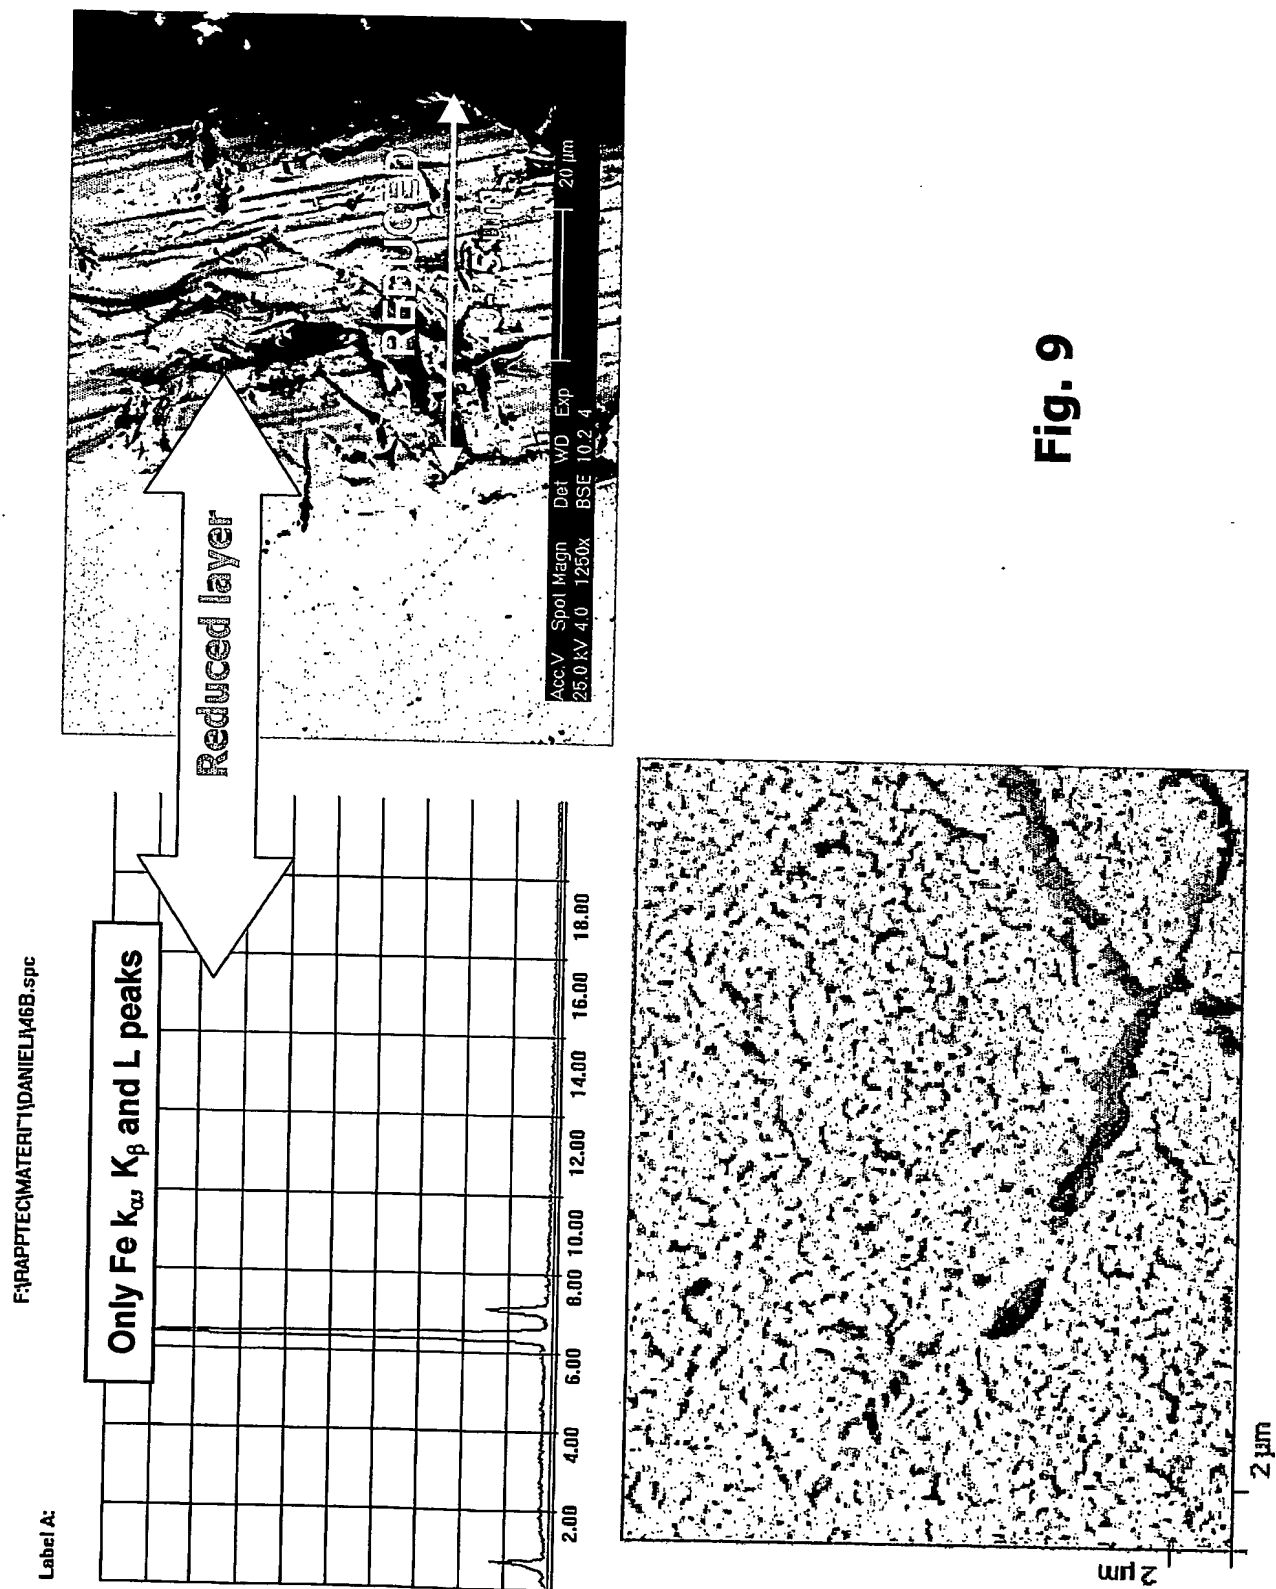 F:\RAPPTEC\MATERI~1\DANIELI\46B.spc
Label A:
Only Fe kα, Kβ and L peaks
2.00 4.00 6.00 8.00 10.00 12.00 14.00 16.00 18.00
Reduced layer
REDUCED
Acc.V Spot Magn Det WD Exp 20 µm
25.0 kV 4.0 1250x BSE 10.2 4
2 µm
2 µm
Fig. 9